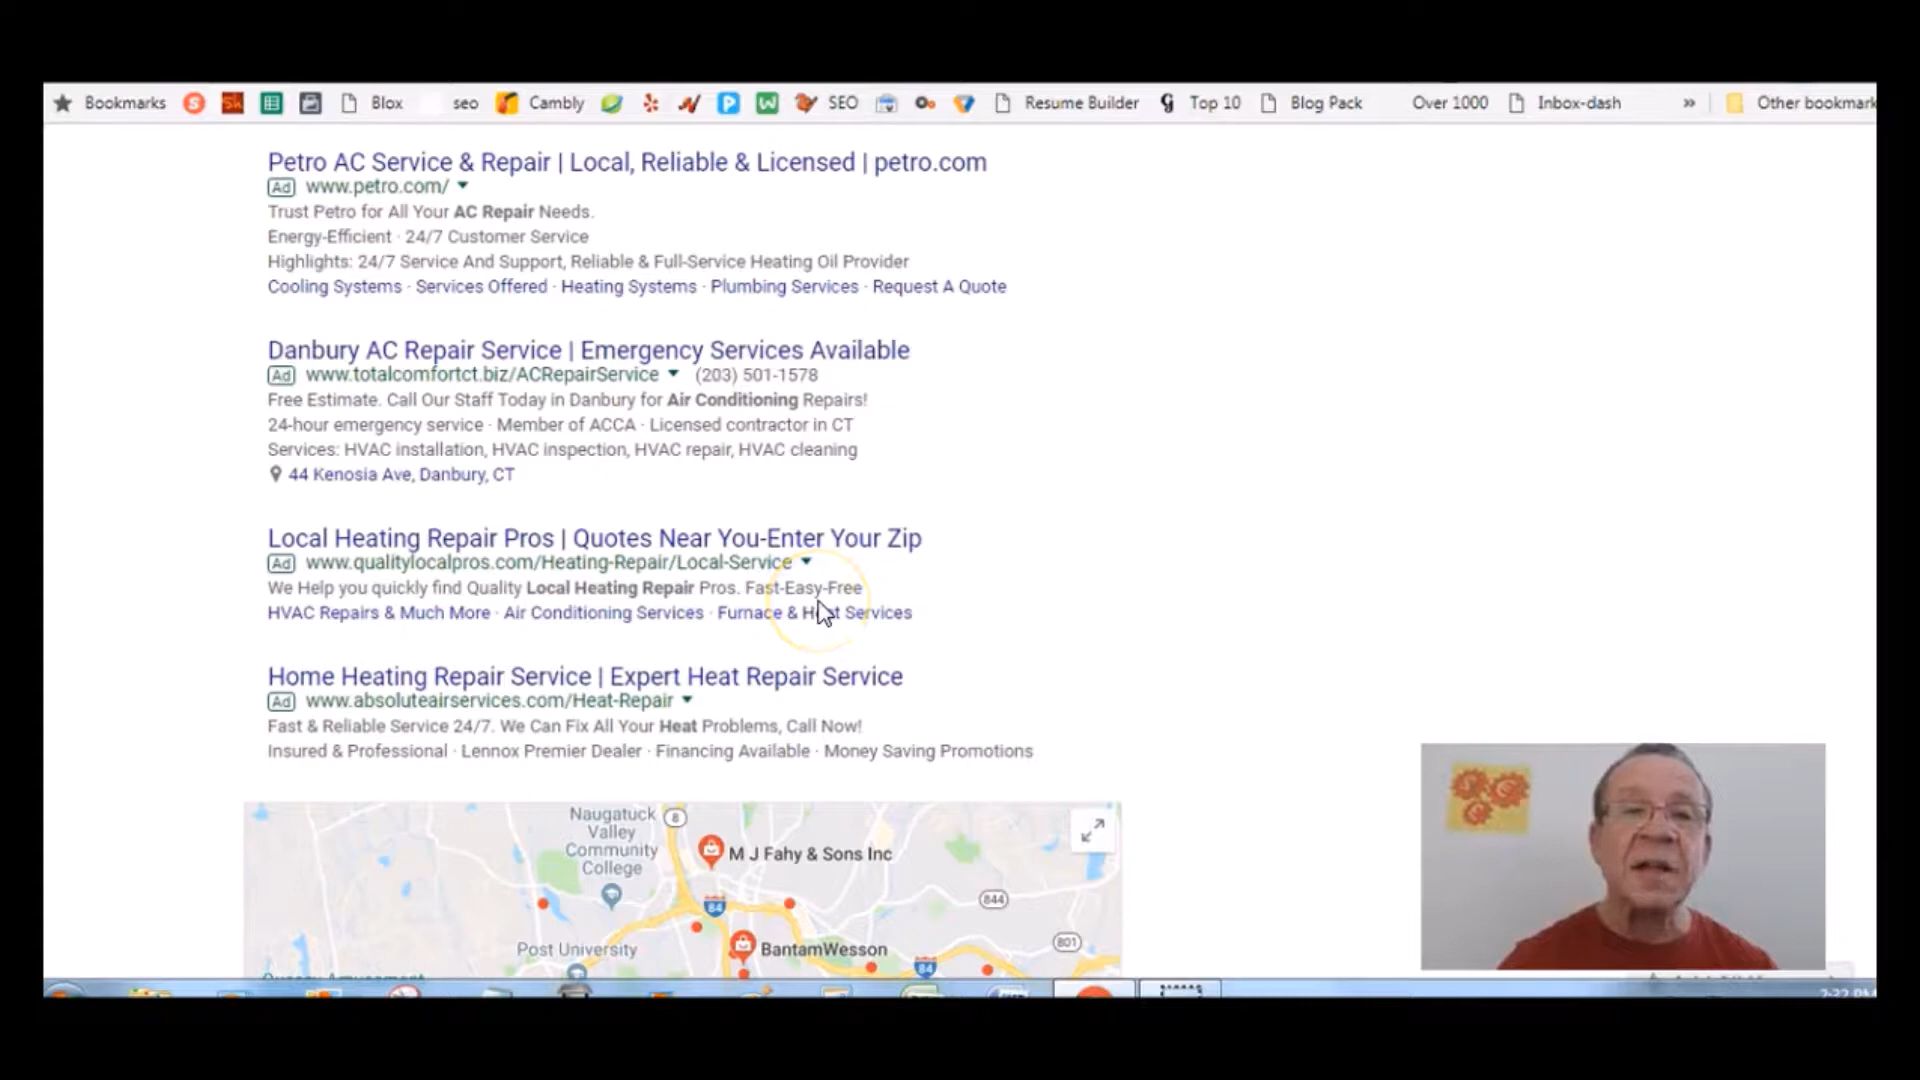 Bookmarks Blox seo Cambly SEO Resume Builder Top 10 Blog Pack Over 1000 Inbox-dash » Other bookmark
Petro AC Service & Repair | Local, Reliable & Licensed | petro.com
Ad www.petro.com/
Trust Petro for All Your AC Repair Needs.
Energy-Efficient · 24/7 Customer Service
Highlights: 24/7 Service And Support, Reliable & Full-Service Heating Oil Provider
Cooling Systems · Services Offered · Heating Systems · Plumbing Services · Request A Quote
Danbury AC Repair Service | Emergency Services Available
Ad www.totalcomfortct.biz/ACRepairService (203) 501-1578
Free Estimate. Call Our Staff Today in Danbury for Air Conditioning Repairs!
24-hour emergency service · Member of ACCA · Licensed contractor in CT
Services: HVAC installation, HVAC inspection, HVAC repair, HVAC cleaning
44 Kenosia Ave, Danbury, CT
Local Heating Repair Pros | Quotes Near You-Enter Your Zip
Ad www.qualitylocalpros.com/Heating-Repair/Local-Service
We Help you quickly find Quality Local Heating Repair Pros. Fast-Easy-Free
HVAC Repairs & Much More · Air Conditioning Services · Furnace & Heat Services
Home Heating Repair Service | Expert Heat Repair Service
Ad www.absoluteairservices.com/Heat-Repair
Fast & Reliable Service 24/7. We Can Fix All Your Heat Problems, Call Now!
Insured & Professional · Lennox Premier Dealer · Financing Available · Money Saving Promotions
Naugatuck
Valley
Community
College
8
M J Fahy & Sons Inc
84
844
Post University
BantamWesson
801
84
2:32 PM